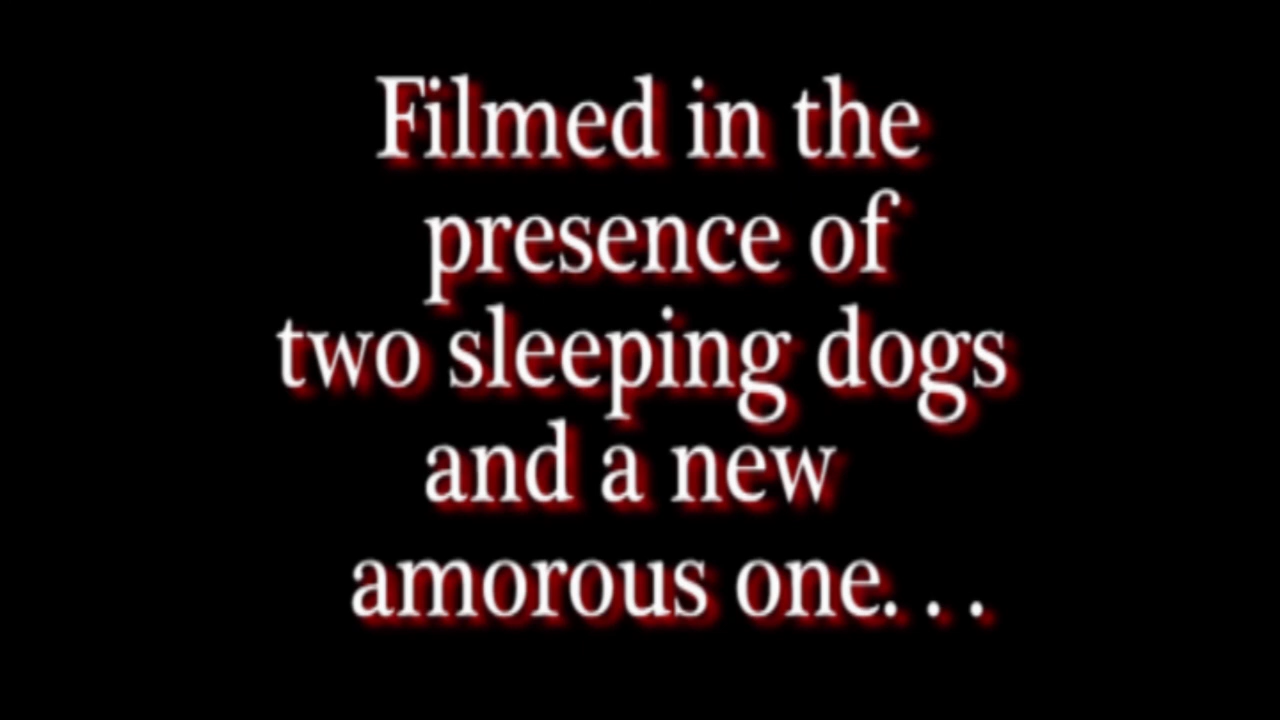 Filmed in the
presence of
two sleeping dogs
and a new
amorous one. . .